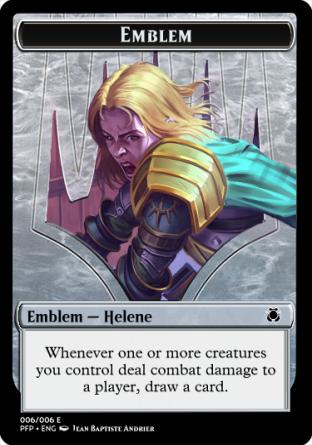 Emblem
Emblem — Helene
Whenever one or more creatures
you control deal combat damage to
a player, draw a card.
006/006 E
PFP • ENG Jean Baptiste Andrier